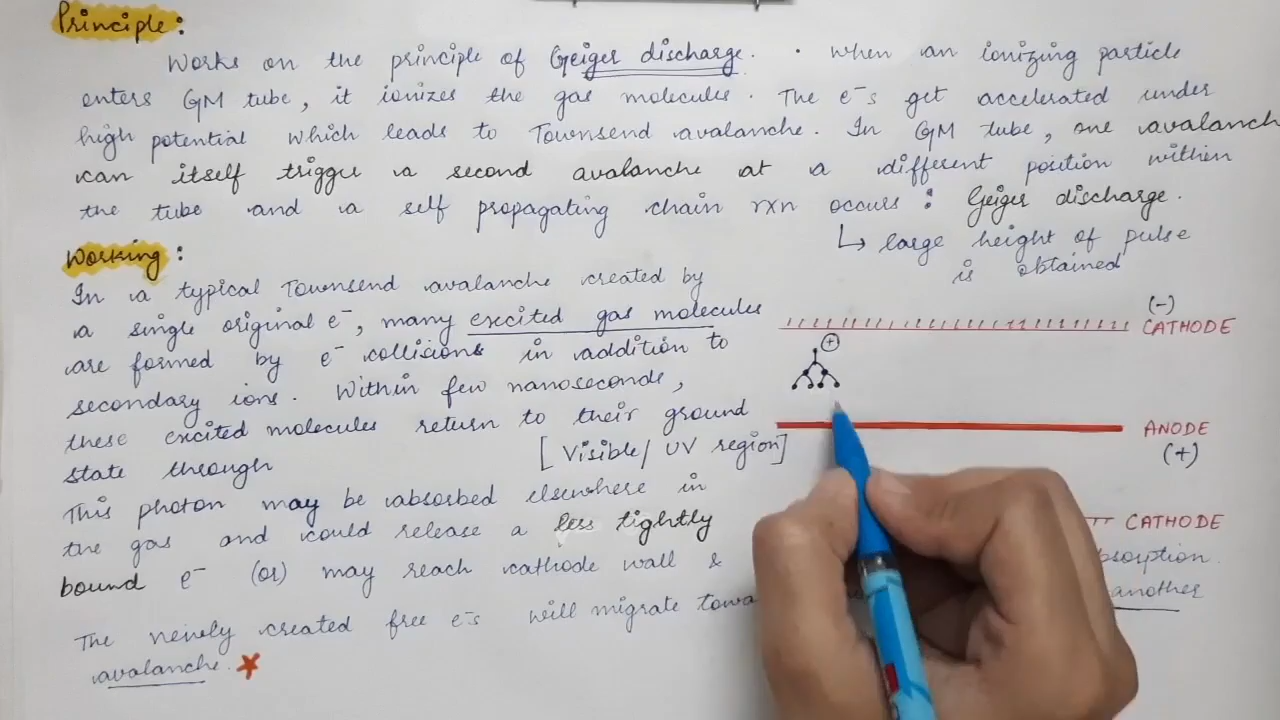 Principle:
Works on the principle of Geiger discharge. • When an ionizing particle
enters GM tube, it ionizes the gas molecules. The e⁻s get accelerated under
high potential which leads to Townsend avalanche. In GM tube, one avalanch
can itself trigger a second avalanche at a different position within
the tube and a self propagating chain rxn occurs: Geiger discharge.
↳ large height of pulse
is obtained
Working:
In a typical Townsend avalanche created by
a single original e⁻, many excited gas molecules
are formed by e⁻ collisions in addition to
secondary ions. Within few nanoseconds,
these excited molecules return to their ground
state through [Visible/ UV region]
This photon may be absorbed elsewhere in
the gas and could release a less tightly
bound e⁻ (or) may reach cathode wall &
The newly created free e⁻s will migrate
avalanche.
(-)
CATHODE
+
ANODE
(+)
CATHODE
another